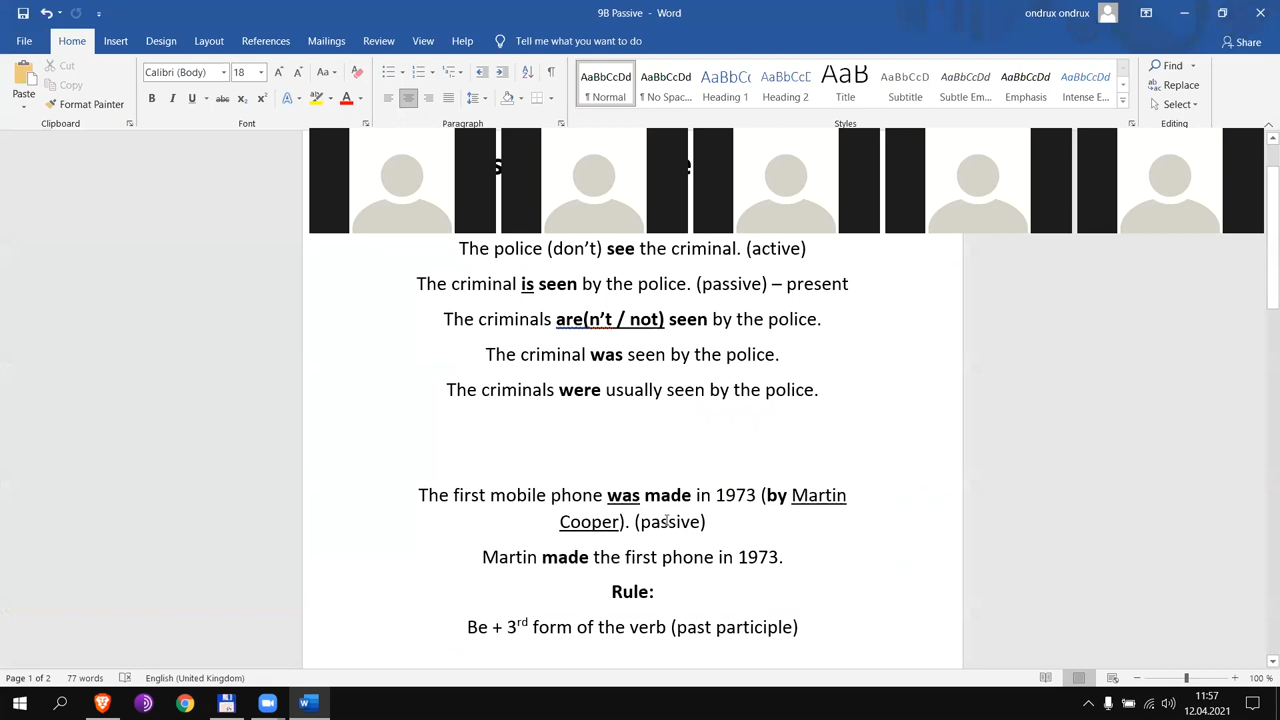 9B Passive - Word
ondrux ondrux
File Home Insert Design Layout References Mailings Review View Help Tell me what you want to do
Share
Paste
Cut
Copy
Format Painter
Clipboard
Calibri (Body) 18
B I U abc X₂ X²
Font
Paragraph
AaBbCcDd AaBbCcDd AaBbCcC AaBbCcE AaB AaBbCcDd AaBbCcDd AaBbCcDd AaBbCcDd
¶ Normal ¶ No Spac... Heading 1 Heading 2 Title Subtitle Subtle Em... Emphasis Intense E...
Styles
Find
Replace
Select
Editing
The police (don’t) see the criminal. (active)
The criminal is seen by the police. (passive) – present
The criminals are(n’t / not) seen by the police.
The criminal was seen by the police.
The criminals were usually seen by the police.
The first mobile phone was made in 1973 (by Martin
Cooper). (passive)
Martin made the first phone in 1973.
Rule:
Be + 3rd form of the verb (past participle)
Page 1 of 2 77 words English (United Kingdom)
100 %
11:57
12.04.2021